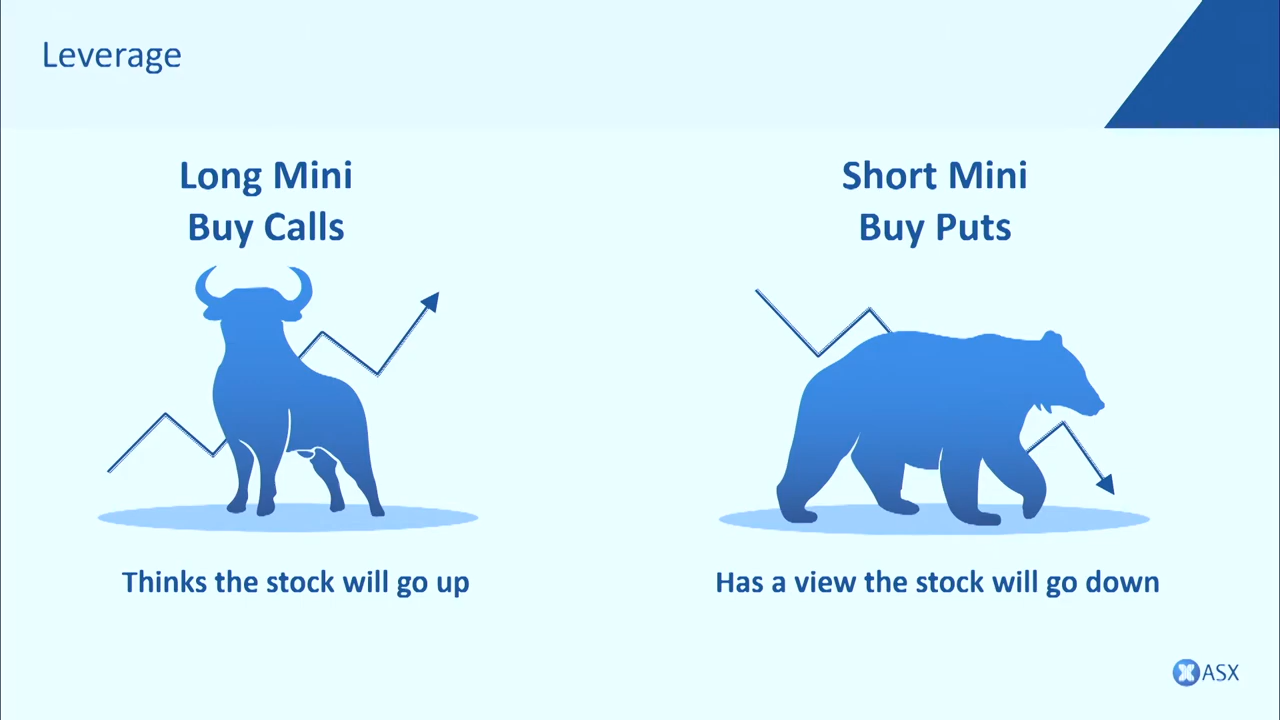 Leverage
Long Mini
Buy Calls
Short Mini
Buy Puts
Thinks the stock will go up
Has a view the stock will go down
ASX